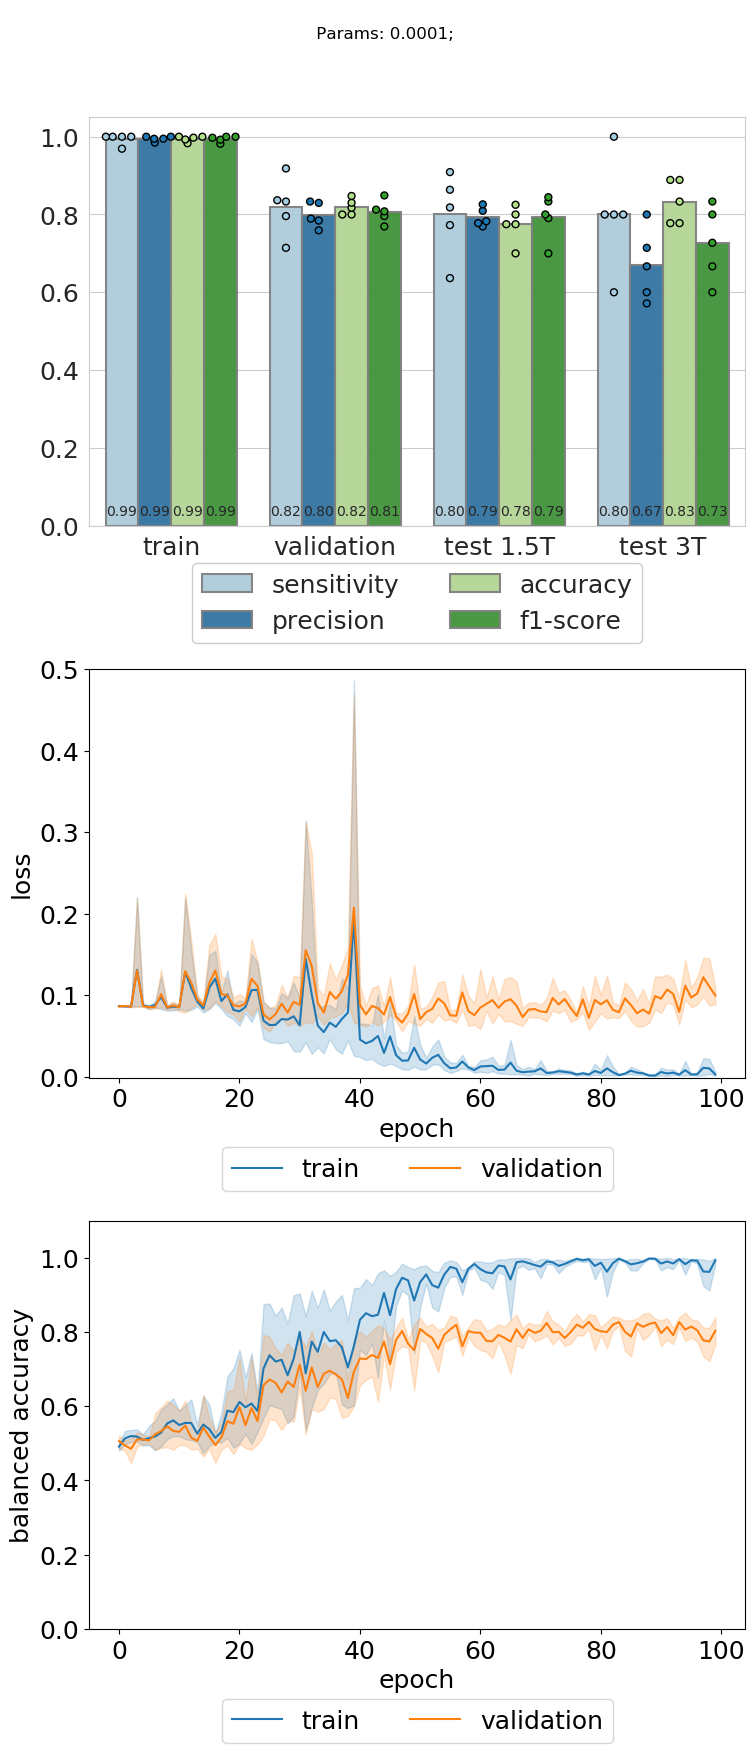 Params: 0.0001;
1.0
0.8
0.6
0.4
0.2
0.0
0.99 0.99 0.99 0.99 0.82 0.80 0.82 0.81 0.80 0.79 0.78 0.79 0.80 0.67 0.83 0.73
train validation test 1.5T test 3T
sensitivity accuracy
precision f1-score
0.5
0.4
0.3
0.2
0.1
0.0
loss
0 20 40 60 80 100
epoch
train validation
1.0
0.8
0.6
0.4
0.2
0.0
balanced accuracy
0 20 40 60 80 100
epoch
train validation